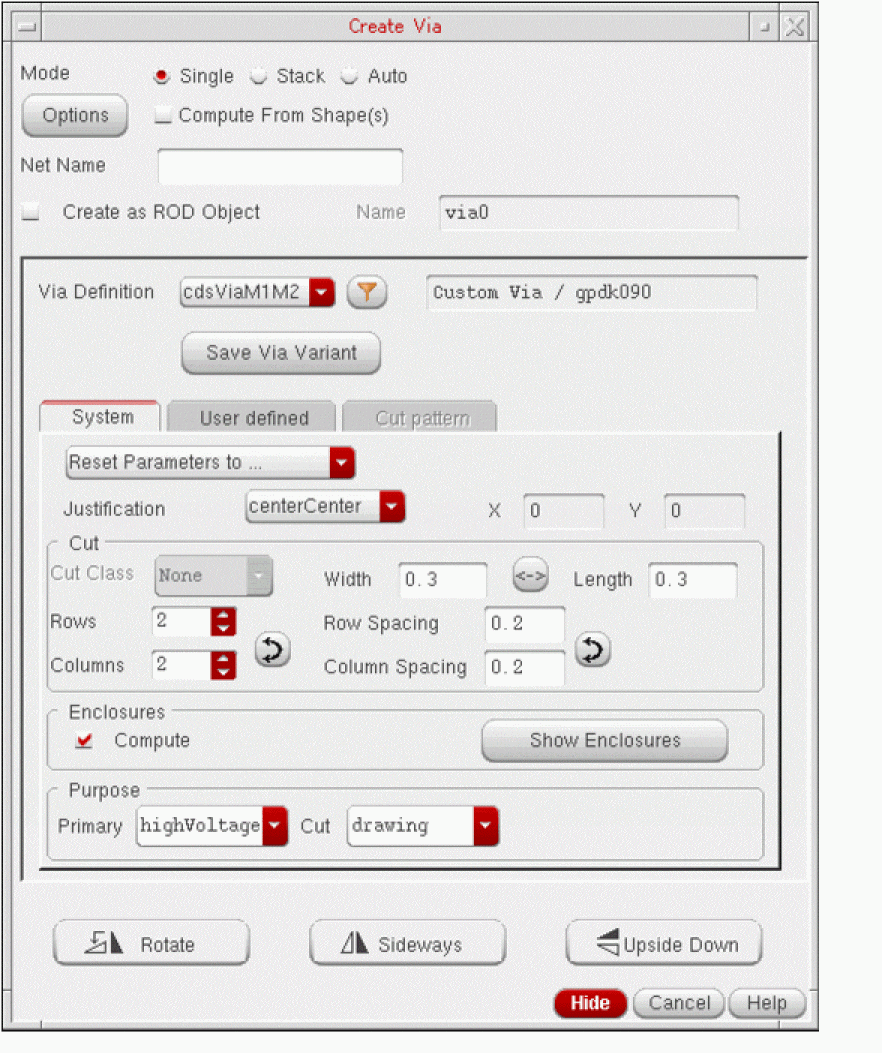 Create Via
Mode Single Stack Auto
Options Compute From Shape(s)
Net Name
Create as ROD Object Name via0
Via Definition cdsViaM1M2 Custom Via / gpdk090
Save Via Variant
System User defined Cut pattern
Reset Parameters to ...
Justification centerCenter X 0 Y 0
Cut
Cut Class None Width 0.3 <-> Length 0.3
Rows 2 Row Spacing 0.2
Columns 2 Column Spacing 0.2
Enclosures
Compute Show Enclosures
Purpose
Primary highVoltage Cut drawing
Rotate Sideways Upside Down
Hide Cancel Help